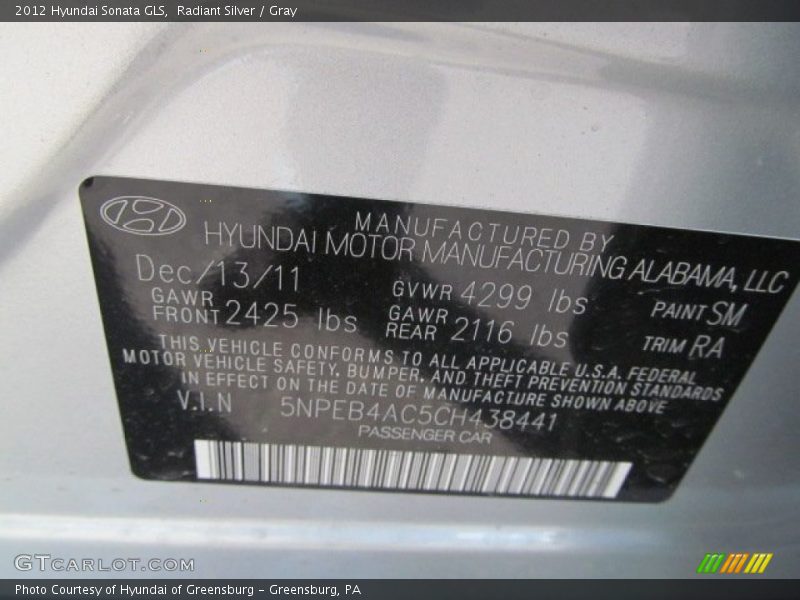 2012 Hyundai Sonata GLS, Radiant Silver / Gray
MANUFACTURED BY
HYUNDAI MOTOR MANUFACTURING ALABAMA, LLC
Dec/13/11 GVWR 4299 lbs PAINT SM
GAWR FRONT 2425 lbs GAWR REAR 2116 lbs TRIM RA
THIS VEHICLE CONFORMS TO ALL APPLICABLE U.S.A. FEDERAL
MOTOR VEHICLE SAFETY, BUMPER, AND THEFT PREVENTION STANDARDS
IN EFFECT ON THE DATE OF MANUFACTURE SHOWN ABOVE
V.I.N 5NPEB4AC5CH438441
PASSENGER CAR
GTCARLOT.COM
Photo Courtesy of Hyundai of Greensburg - Greensburg, PA